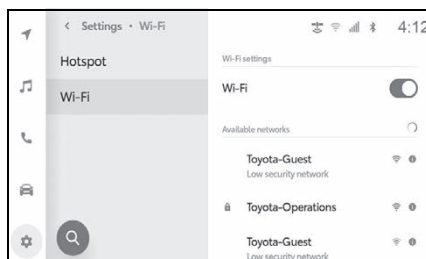 Settings • Wi-Fi
4:12
Hotspot
Wi-Fi
Wi-Fi settings
Wi-Fi
Available networks
Toyota-Guest
Low security network
Toyota-Operations
Toyota-Guest
Low security network